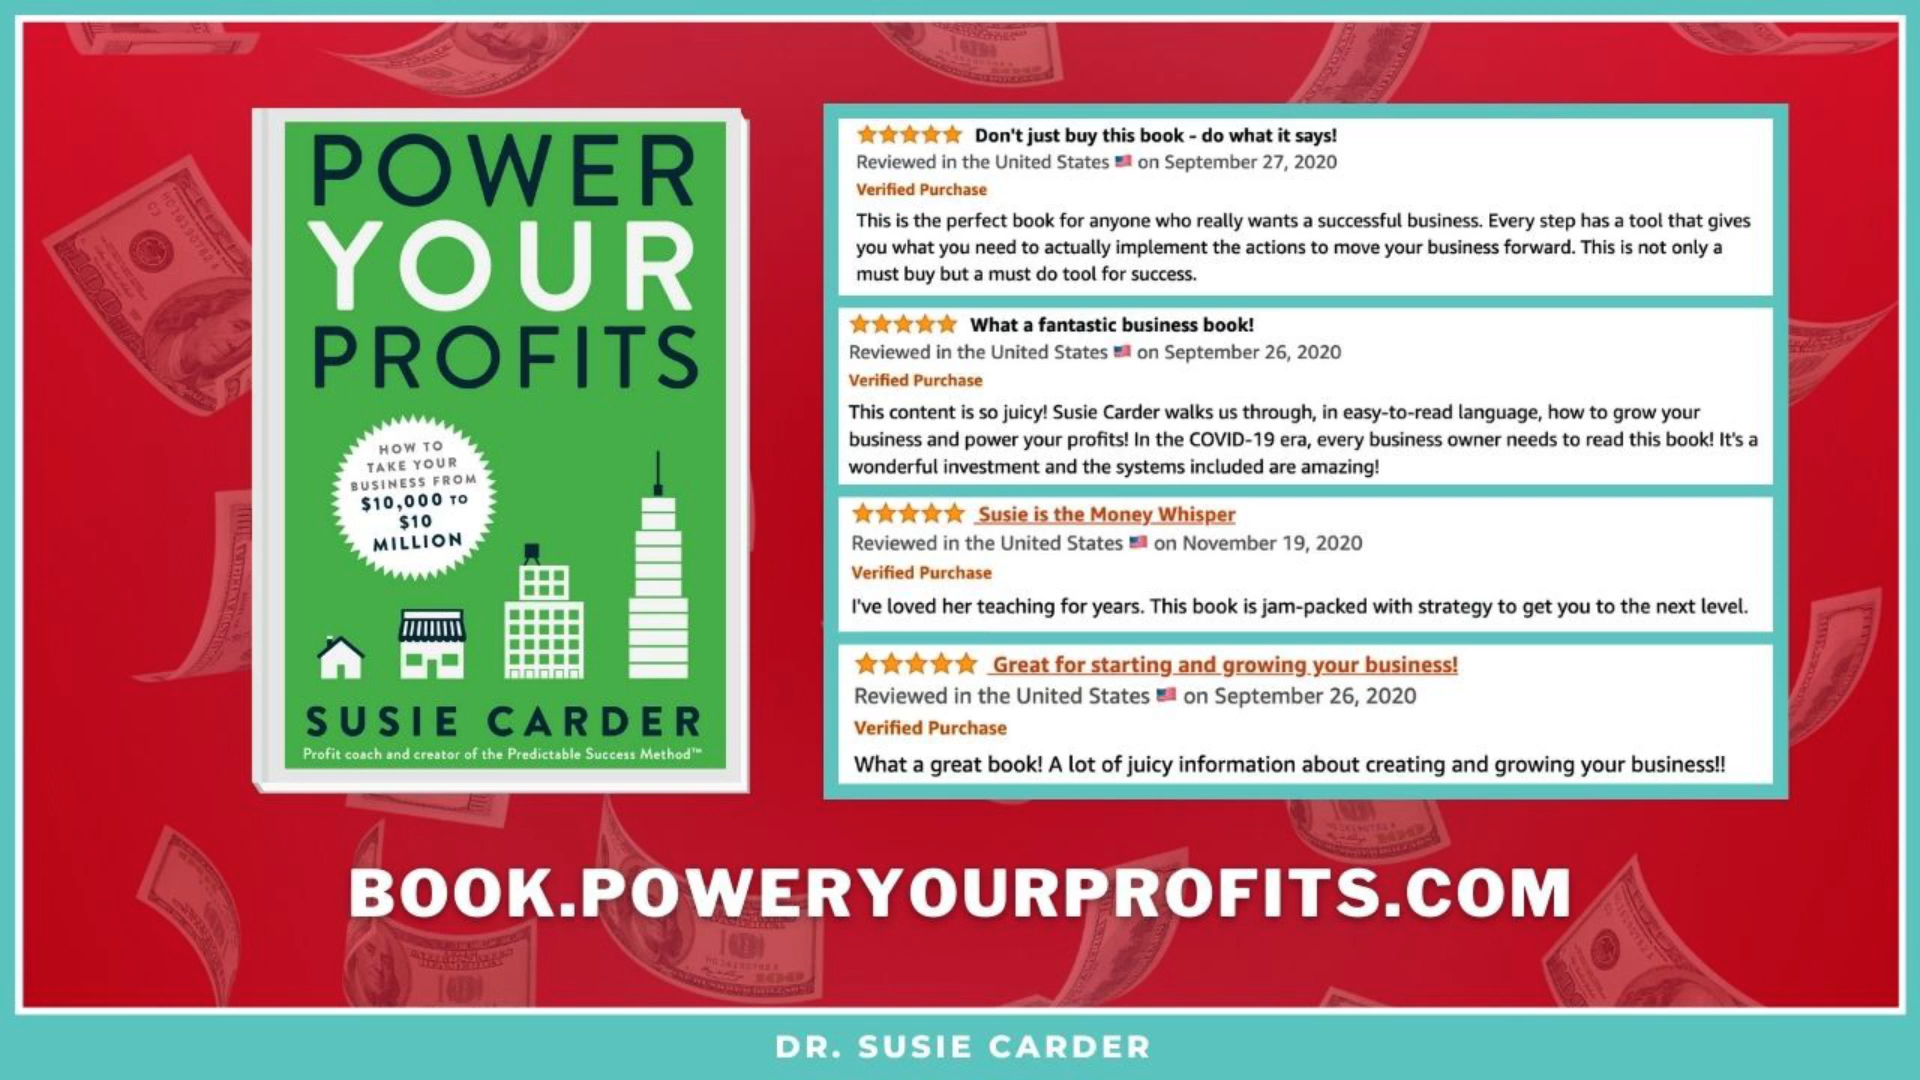 POWER
YOUR
PROFITS
HOW TO
TAKE YOUR
BUSINESS FROM
$10,000 TO
$10
MILLION
SUSIE CARDER
Profit coach and creator of the Predictable Success Method™
Don't just buy this book - do what it says!
Reviewed in the United States on September 27, 2020
Verified Purchase
This is the perfect book for anyone who really wants a successful business. Every step has a tool that gives
you what you need to actually implement the actions to move your business forward. This is not only a
must buy but a must do tool for success.
What a fantastic business book!
Reviewed in the United States on September 26, 2020
Verified Purchase
This content is so juicy! Susie Carder walks us through, in easy-to-read language, how to grow your
business and power your profits! In the COVID-19 era, every business owner needs to read this book! It's a
wonderful investment and the systems included are amazing!
Susie is the Money Whisper
Reviewed in the United States on November 19, 2020
Verified Purchase
I've loved her teaching for years. This book is jam-packed with strategy to get you to the next level.
Great for starting and growing your business!
Reviewed in the United States on September 26, 2020
Verified Purchase
What a great book! A lot of juicy information about creating and growing your business!!
BOOK.POWERYOURPROFITS.COM
DR. SUSIE CARDER